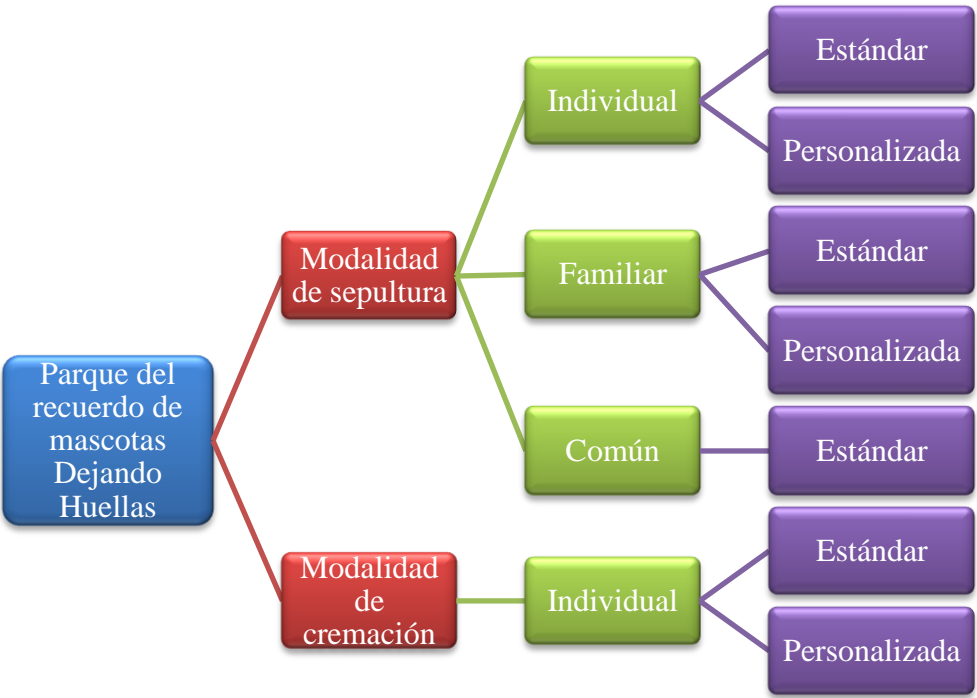 Parque del
recuerdo de
mascotas
Dejando
Huellas
Modalidad
de sepultura
Individual
Estándar
Personalizada
Familiar
Estándar
Personalizada
Común
Estándar
Modalidad
de
cremación
Individual
Estándar
Personalizada